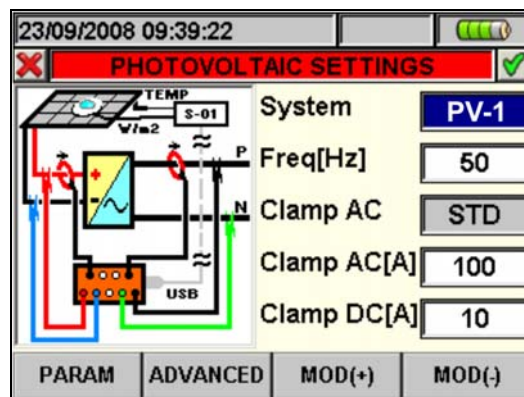 23/09/2008 09:39:22
PHOTOVOLTAIC SETTINGS
TEMP
S-01
W/m2
P
N
USB
System PV-1
Freq[Hz] 50
Clamp AC STD
Clamp AC[A] 100
Clamp DC[A] 10
PARAM ADVANCED MOD(+) MOD(-)